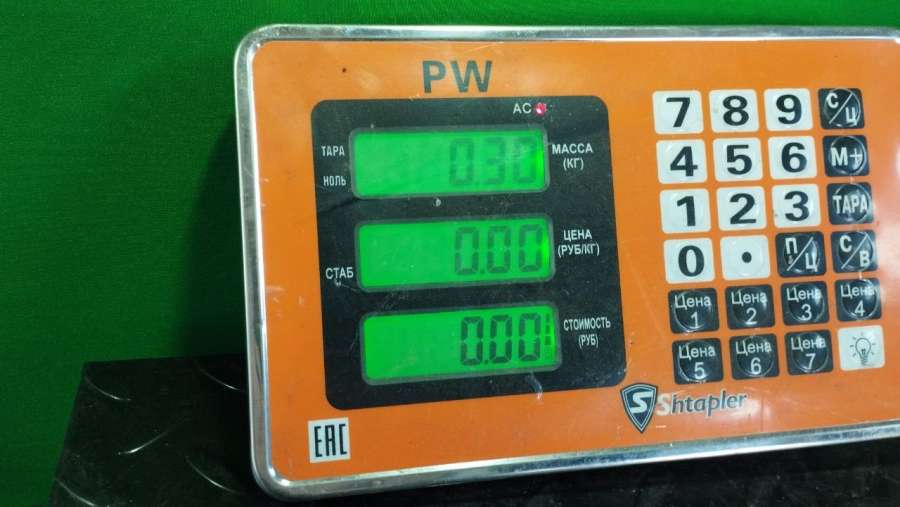 PW
AC
ТАРА
НОЛЬ
0.30
МАССА
(КГ)
СТАБ
0.00
ЦЕНА
(РУБ/КГ)
0.00
СТОИМОСТЬ
(РУБ)
7 8 9 С/Ц
4 5 6 М+
1 2 3 ТАРА
0 . П/Ц С/В
Цена 1 Цена 2 Цена 3 Цена 4
Цена 5 Цена 6 Цена 7
S Shtapler
EAC